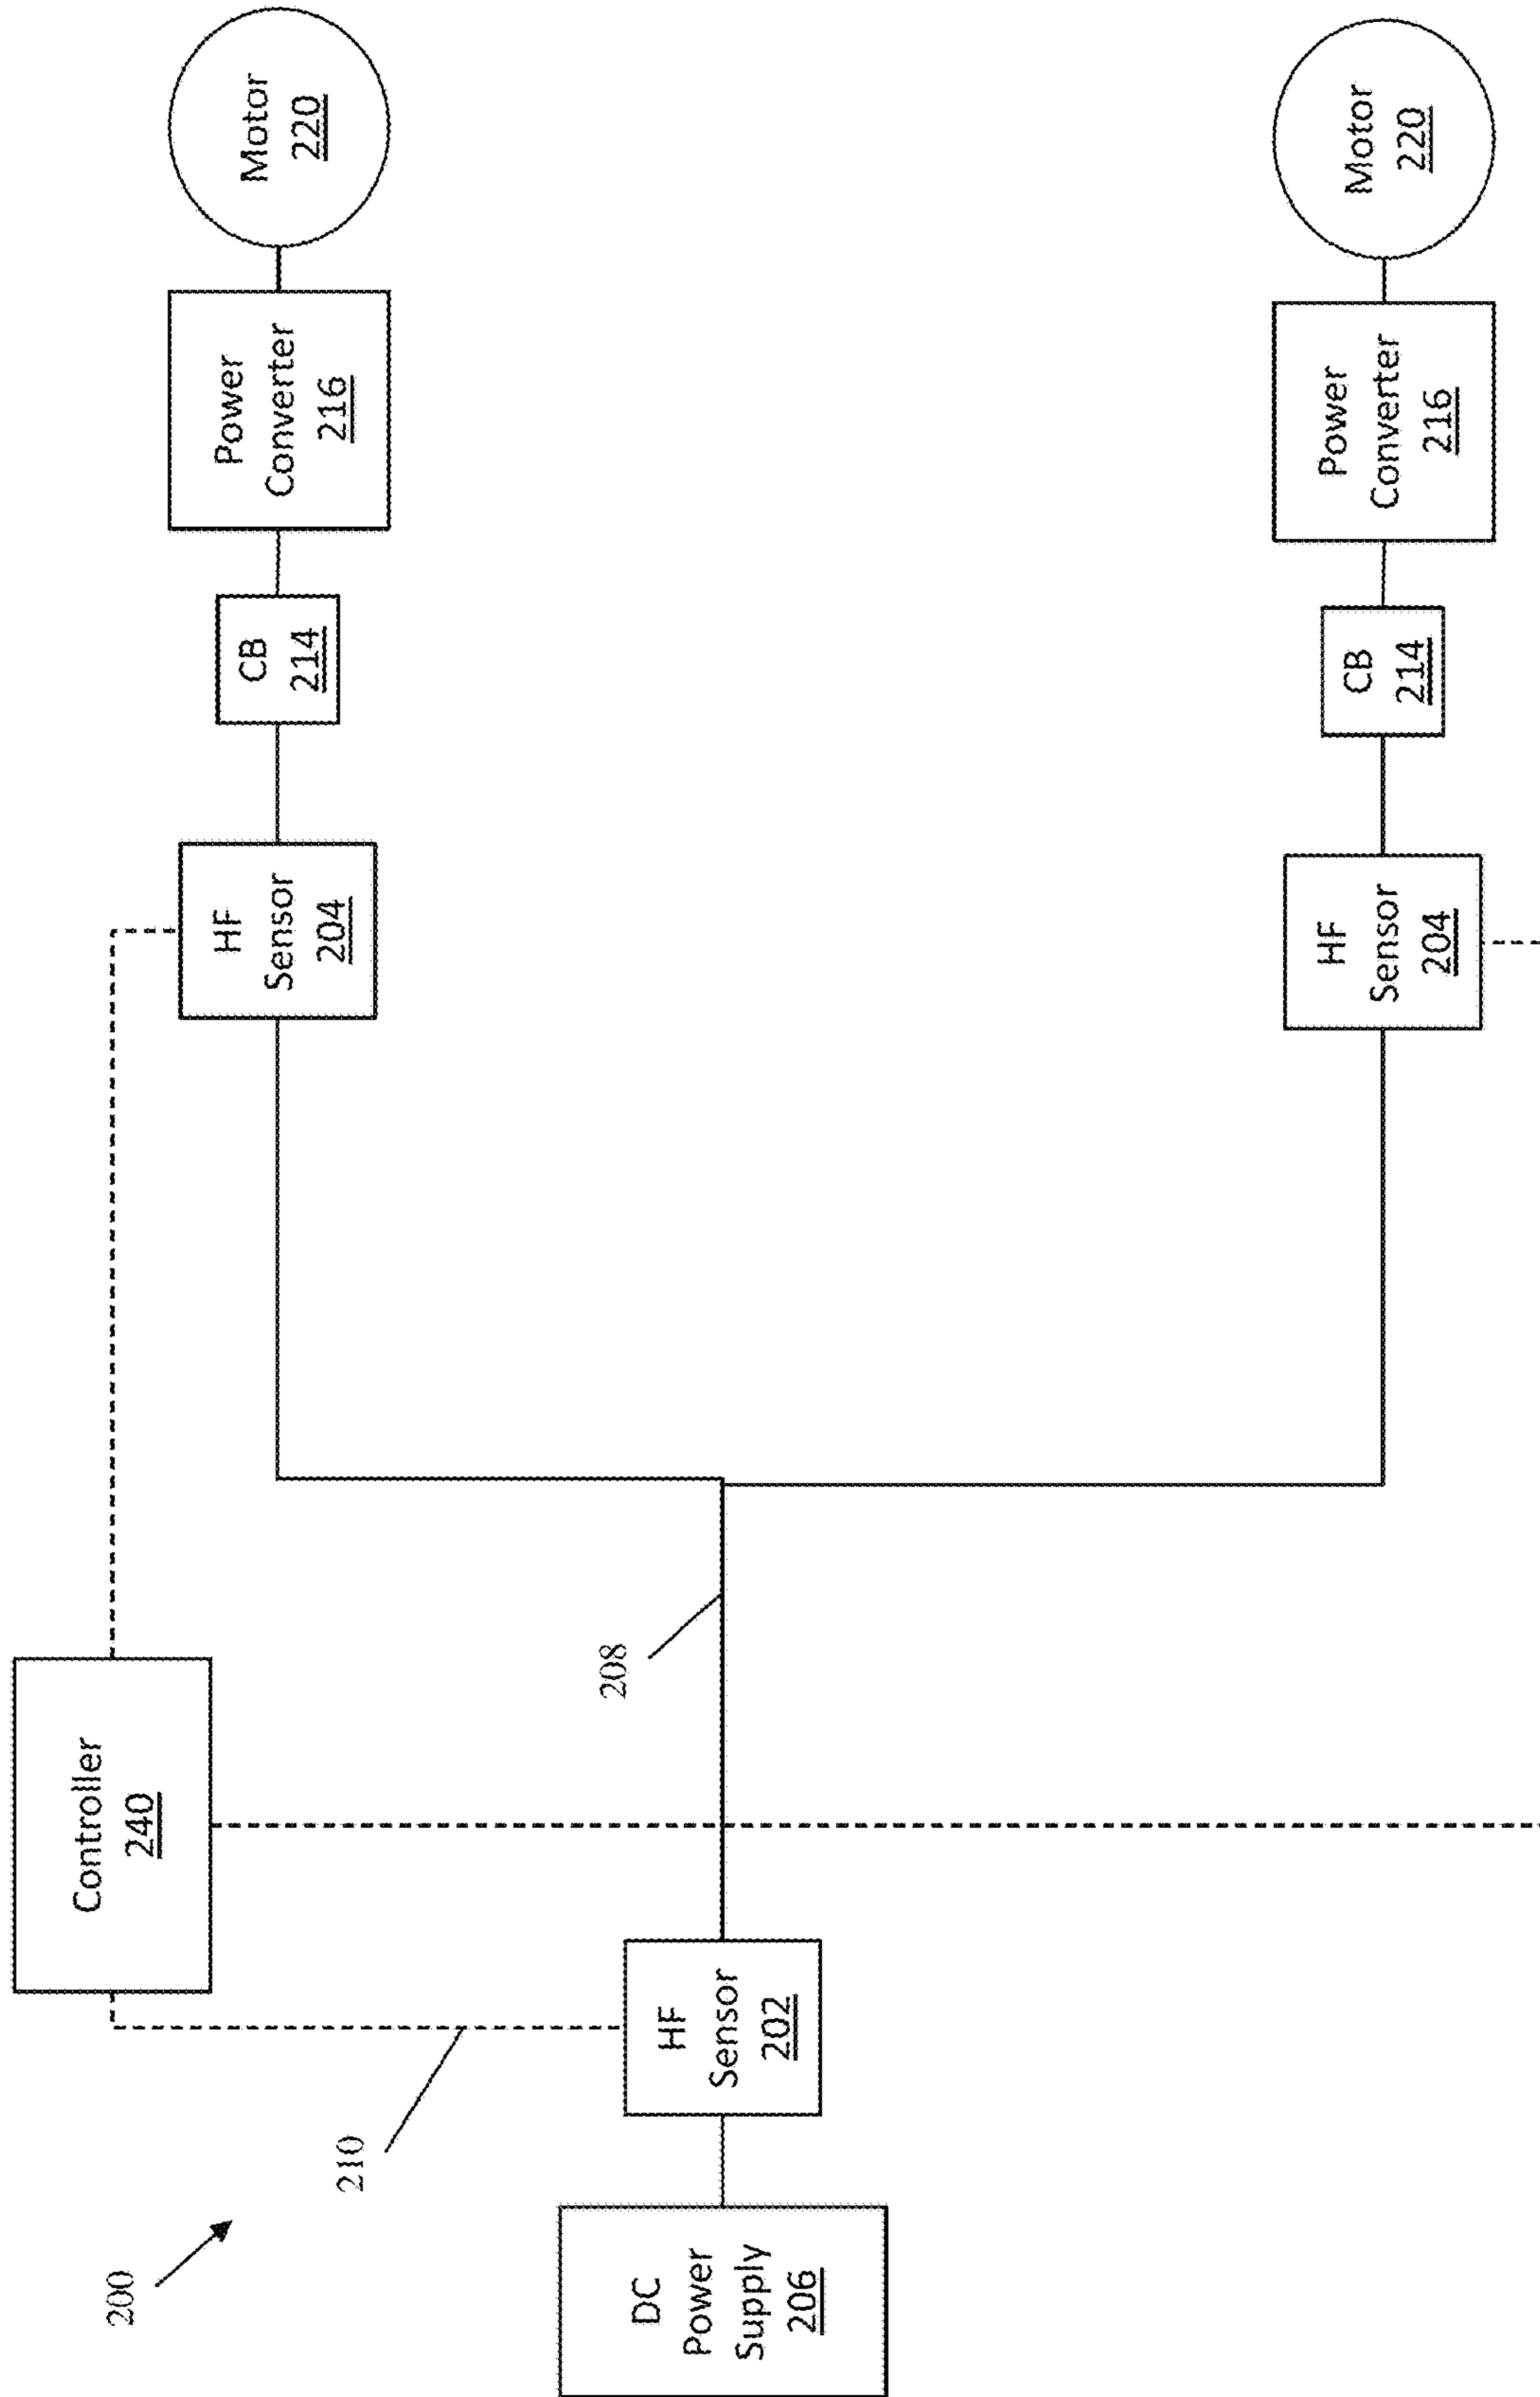 200
210
208
Controller
240
DC
Power
Supply
206
HF
Sensor
202
HF
Sensor
204
CB
214
Power
Converter
216
Motor
220
HF
Sensor
204
CB
214
Power
Converter
216
Motor
220